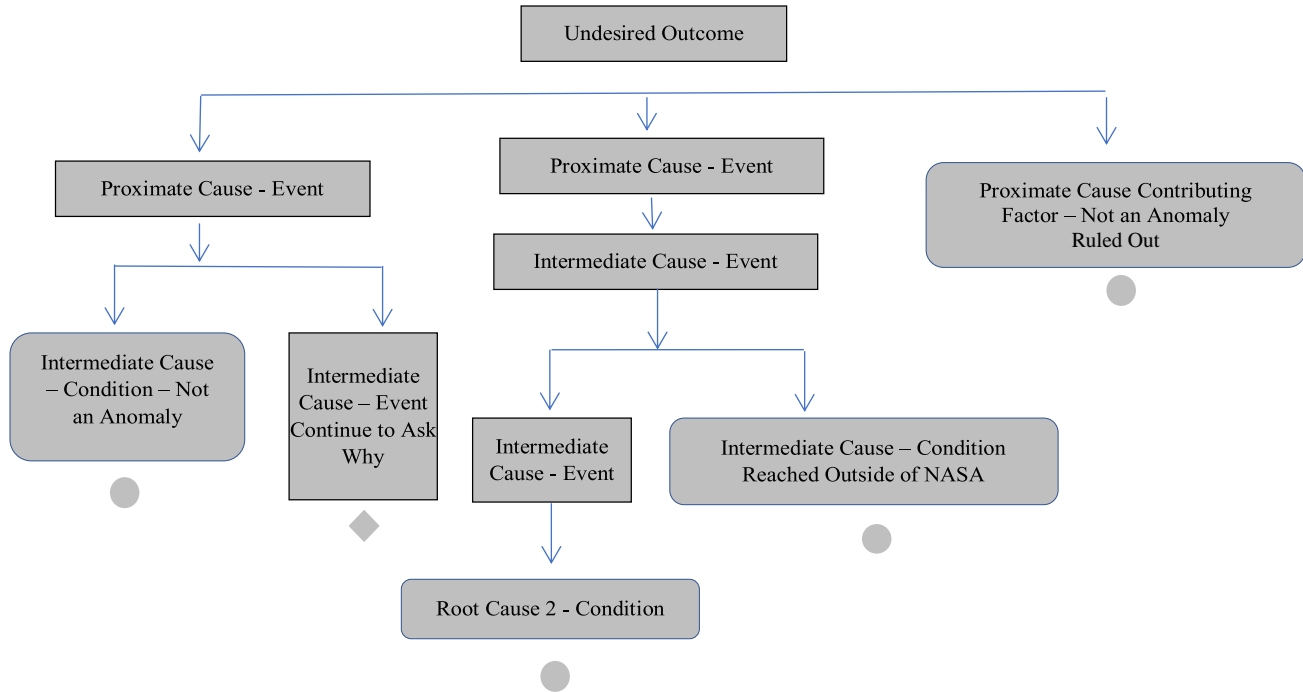 Undesired Outcome
Proximate Cause - Event
Proximate Cause - Event
Proximate Cause Contributing
Factor – Not an Anomaly
Ruled Out
Intermediate Cause - Event
Intermediate Cause
– Condition – Not
an Anomaly
Intermediate
Cause – Event
Continue to Ask
Why
Intermediate
Cause - Event
Intermediate Cause – Condition
Reached Outside of NASA
Root Cause 2 - Condition